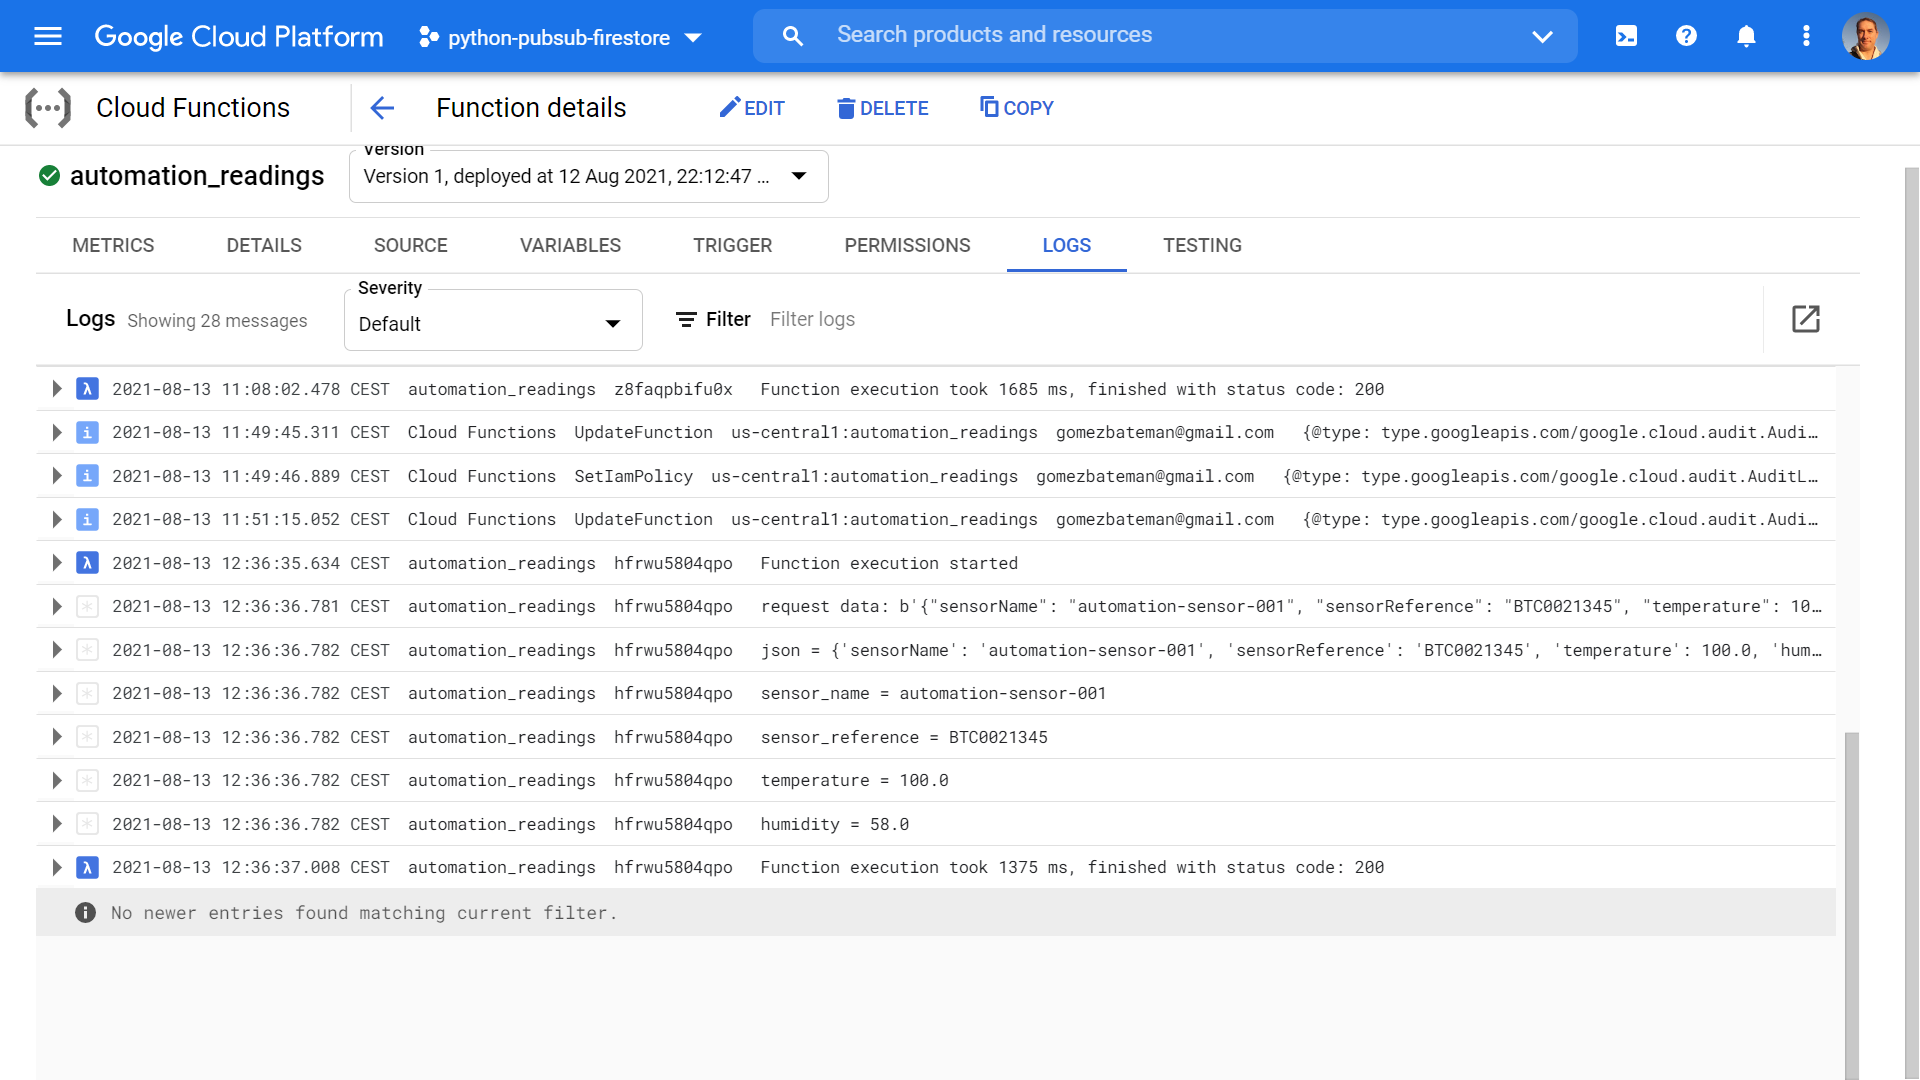 Google Cloud Platform python-pubsub-firestore Search products and resources
Cloud Functions Function details EDIT DELETE COPY
Version
automation_readings Version 1, deployed at 12 Aug 2021, 22:12:47 ...
METRICS DETAILS SOURCE VARIABLES TRIGGER PERMISSIONS LOGS TESTING
Severity
Logs Showing 28 messages Default Filter Filter logs
λ 2021-08-13 11:08:02.478 CEST automation_readings z8faqpbifu0x Function execution took 1685 ms, finished with status code: 200
i 2021-08-13 11:49:45.311 CEST Cloud Functions UpdateFunction us-central1:automation_readings gomezbateman@gmail.com {@type: type.googleapis.com/google.cloud.audit.Audi…
i 2021-08-13 11:49:46.889 CEST Cloud Functions SetIamPolicy us-central1:automation_readings gomezbateman@gmail.com {@type: type.googleapis.com/google.cloud.audit.AuditL…
i 2021-08-13 11:51:15.052 CEST Cloud Functions UpdateFunction us-central1:automation_readings gomezbateman@gmail.com {@type: type.googleapis.com/google.cloud.audit.Audi…
λ 2021-08-13 12:36:35.634 CEST automation_readings hfrwu5804qpo Function execution started
* 2021-08-13 12:36:36.781 CEST automation_readings hfrwu5804qpo request data: b'{"sensorName": "automation-sensor-001", "sensorReference": "BTC0021345", "temperature": 10…
* 2021-08-13 12:36:36.782 CEST automation_readings hfrwu5804qpo json = {'sensorName': 'automation-sensor-001', 'sensorReference': 'BTC0021345', 'temperature': 100.0, 'hum…
* 2021-08-13 12:36:36.782 CEST automation_readings hfrwu5804qpo sensor_name = automation-sensor-001
* 2021-08-13 12:36:36.782 CEST automation_readings hfrwu5804qpo sensor_reference = BTC0021345
* 2021-08-13 12:36:36.782 CEST automation_readings hfrwu5804qpo temperature = 100.0
* 2021-08-13 12:36:36.782 CEST automation_readings hfrwu5804qpo humidity = 58.0
λ 2021-08-13 12:36:37.008 CEST automation_readings hfrwu5804qpo Function execution took 1375 ms, finished with status code: 200
No newer entries found matching current filter.